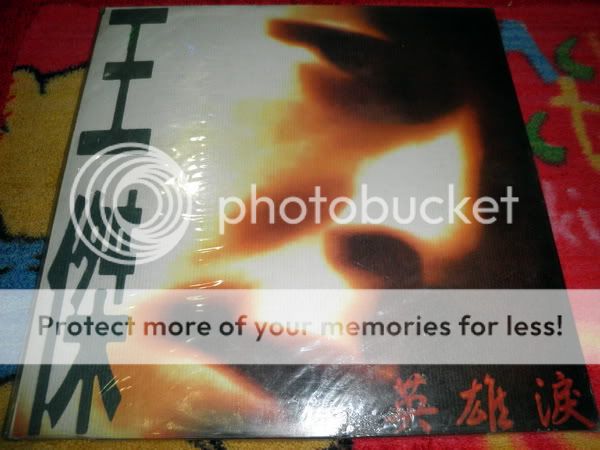 王傑
photobucket
Protect more of your memories for less!
英雄淚